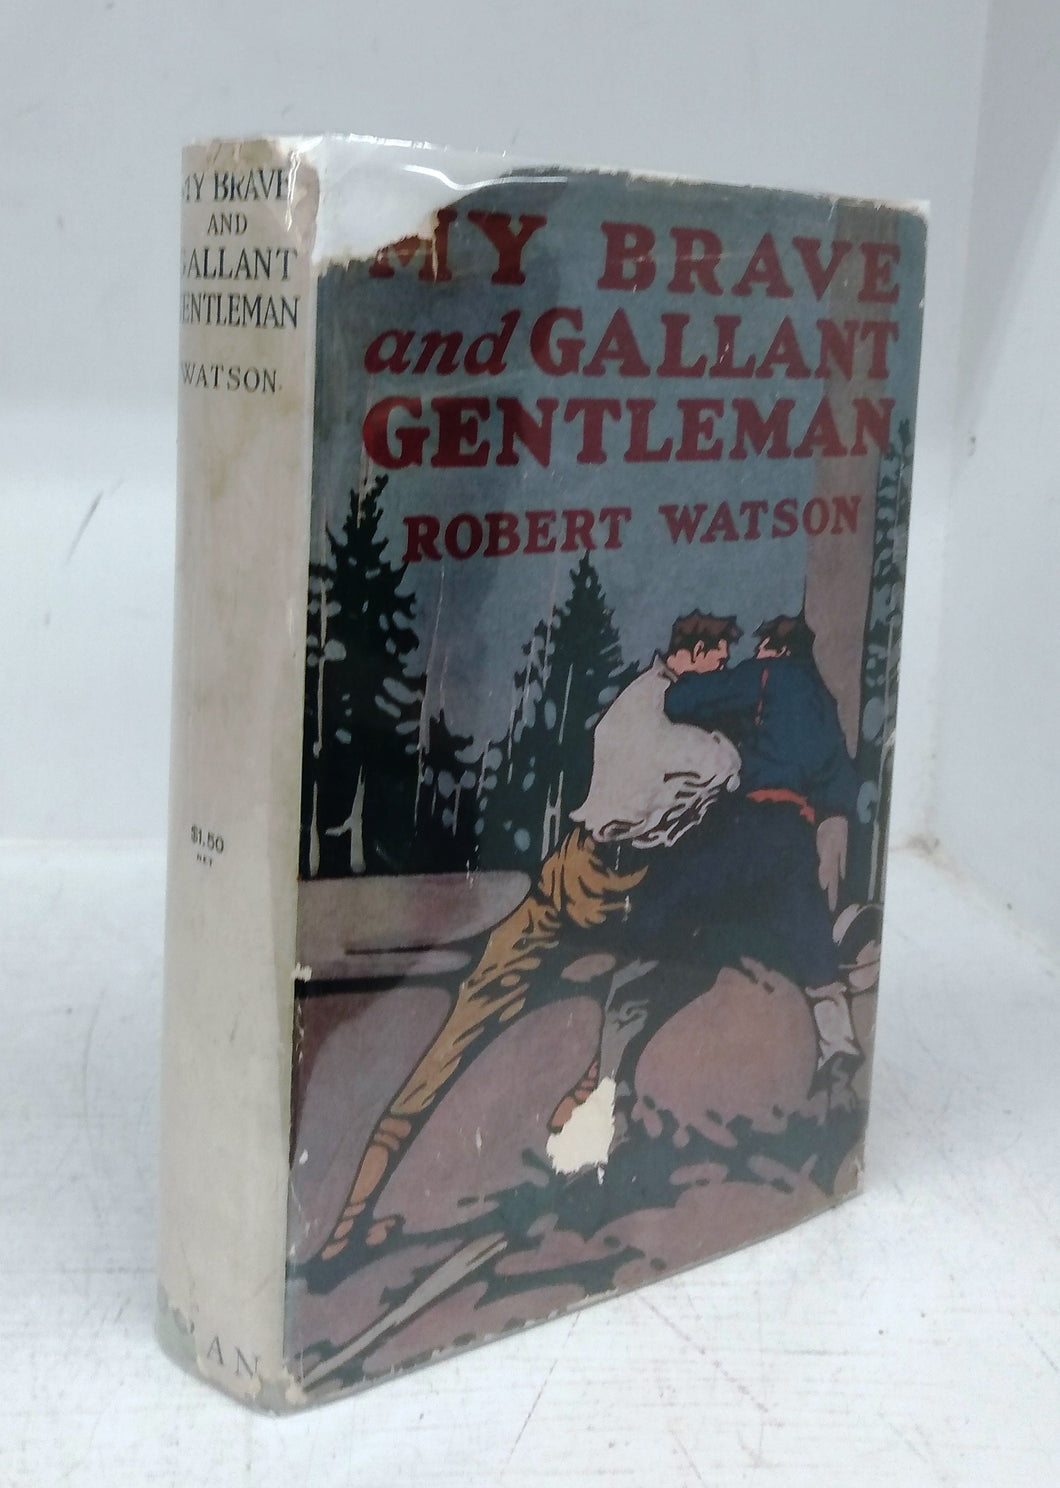 MY BRAVE
AND
GALLANT
GENTLEMAN
WATSON
$1.50
NET
AN
MY BRAVE
and GALLANT
GENTLEMAN
ROBERT WATSON